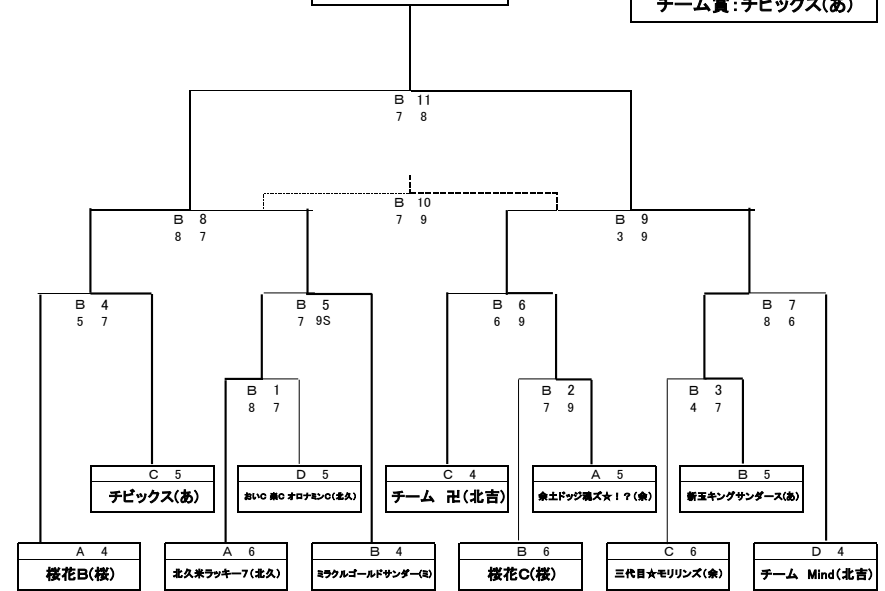 チーム賞：チビックス(あ)
B 11
7 8
B 10
7 9
B 8
8 7
B 9
3 9
B 4
5 7
B 5
7 9S
B 6
6 9
B 7
8 6
B 1
8 7
B 2
7 9
B 3
4 7
C 5
チビックス(あ)
D 5
おいC 楽C オロナミンC(北久)
C 4
チーム 卍(北吉)
A 5
余土ドッジ魂ズ★！？(余)
B 5
新玉キングサンダース(あ)
A 4
桜花B(桜)
A 6
北久米ラッキー7(北久)
B 4
ミラクルゴールドサンダー(ミ)
B 6
桜花C(桜)
C 6
三代目★モリリンズ(余)
D 4
チーム Mind(北吉)